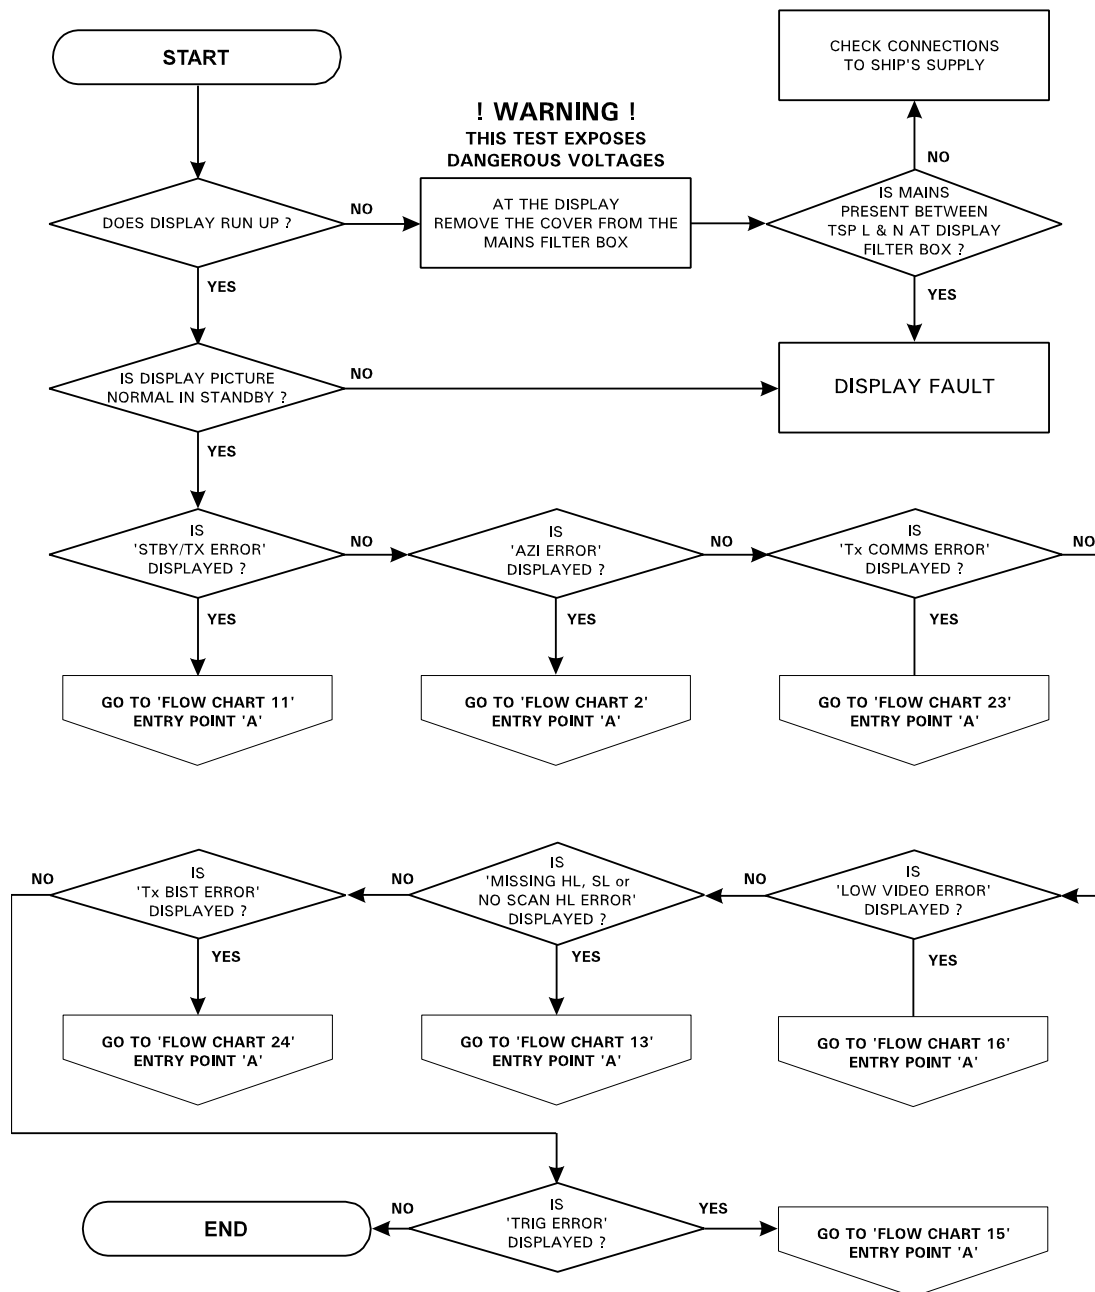 START
CHECK CONNECTIONS
TO SHIP'S SUPPLY
! WARNING !
THIS TEST EXPOSES
DANGEROUS VOLTAGES
NO
DOES DISPLAY RUN UP ?
NO
AT THE DISPLAY
REMOVE THE COVER FROM THE
MAINS FILTER BOX
IS MAINS
PRESENT BETWEEN
TSP L & N AT DISPLAY
FILTER BOX ?
YES
YES
IS DISPLAY PICTURE
NORMAL IN STANDBY ?
NO
DISPLAY FAULT
YES
IS
'STBY/TX ERROR'
DISPLAYED ?
NO
IS
'AZI ERROR'
DISPLAYED ?
NO
IS
'Tx COMMS ERROR'
DISPLAYED ?
NO
YES
YES
YES
GO TO 'FLOW CHART 11'
ENTRY POINT 'A'
GO TO 'FLOW CHART 2'
ENTRY POINT 'A'
GO TO 'FLOW CHART 23'
ENTRY POINT 'A'
NO
IS
'Tx BIST ERROR'
DISPLAYED ?
NO
IS
'MISSING HL, SL or
NO SCAN HL ERROR'
DISPLAYED ?
NO
IS
'LOW VIDEO ERROR'
DISPLAYED ?
YES
YES
YES
GO TO 'FLOW CHART 24'
ENTRY POINT 'A'
GO TO 'FLOW CHART 13'
ENTRY POINT 'A'
GO TO 'FLOW CHART 16'
ENTRY POINT 'A'
END
NO
IS
'TRIG ERROR'
DISPLAYED ?
YES
GO TO 'FLOW CHART 15'
ENTRY POINT 'A'